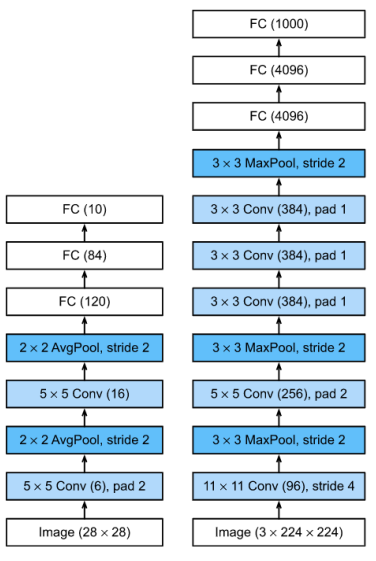 FC (1000)
FC (4096)
FC (4096)
3 × 3 MaxPool, stride 2
3 × 3 Conv (384), pad 1
3 × 3 Conv (384), pad 1
3 × 3 Conv (384), pad 1
3 × 3 MaxPool, stride 2
5 × 5 Conv (256), pad 2
3 × 3 MaxPool, stride 2
11 × 11 Conv (96), stride 4
Image (3 × 224 × 224)
FC (10)
FC (84)
FC (120)
2 × 2 AvgPool, stride 2
5 × 5 Conv (16)
2 × 2 AvgPool, stride 2
5 × 5 Conv (6), pad 2
Image (28 × 28)